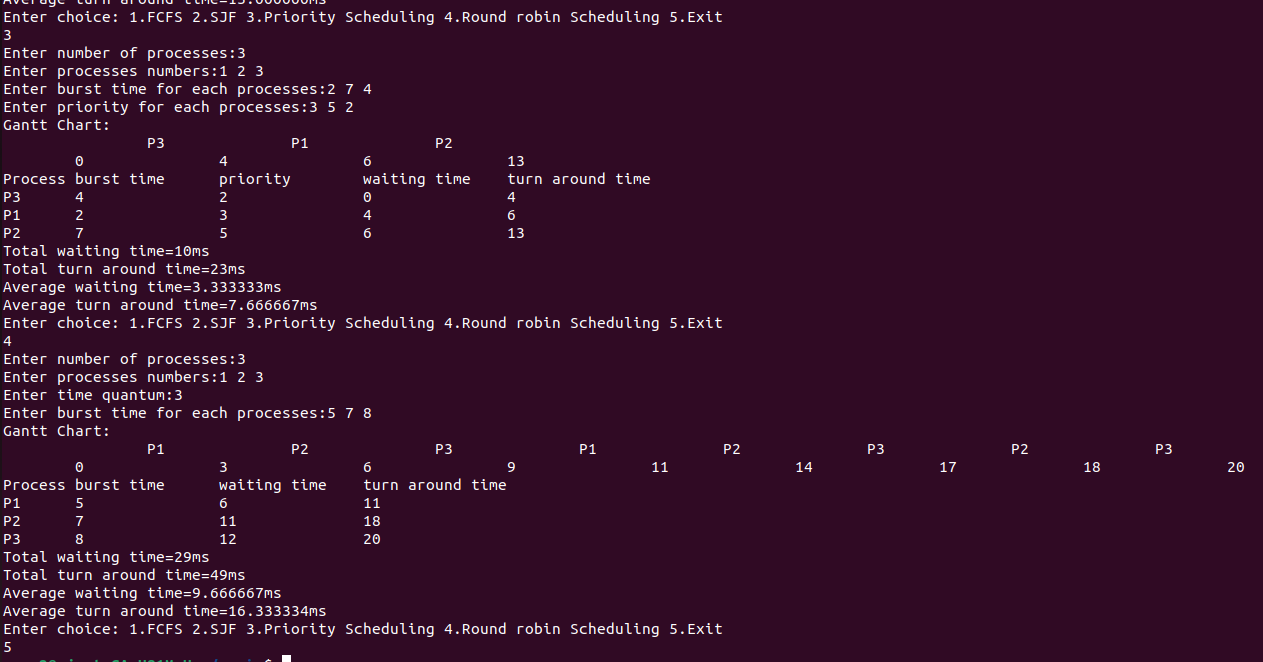 Average turn around time=13.000000ms
Enter choice: 1.FCFS 2.SJF 3.Priority Scheduling 4.Round robin Scheduling 5.Exit
3
Enter number of processes:3
Enter processes numbers:1 2 3
Enter burst time for each processes:2 7 4
Enter priority for each processes:3 5 2
Gantt Chart:
P3 P1 P2
0 4 6 13
Process burst time priority waiting time turn around time
P3 4 2 0 4
P1 2 3 4 6
P2 7 5 6 13
Total waiting time=10ms
Total turn around time=23ms
Average waiting time=3.333333ms
Average turn around time=7.666667ms
Enter choice: 1.FCFS 2.SJF 3.Priority Scheduling 4.Round robin Scheduling 5.Exit
4
Enter number of processes:3
Enter processes numbers:1 2 3
Enter time quantum:3
Enter burst time for each processes:5 7 8
Gantt Chart:
P1 P2 P3 P1 P2 P3 P2 P3
0 3 6 9 11 14 17 18 20
Process burst time waiting time turn around time
P1 5 6 11
P2 7 11 18
P3 8 12 20
Total waiting time=29ms
Total turn around time=49ms
Average waiting time=9.666667ms
Average turn around time=16.333334ms
Enter choice: 1.FCFS 2.SJF 3.Priority Scheduling 4.Round robin Scheduling 5.Exit
5